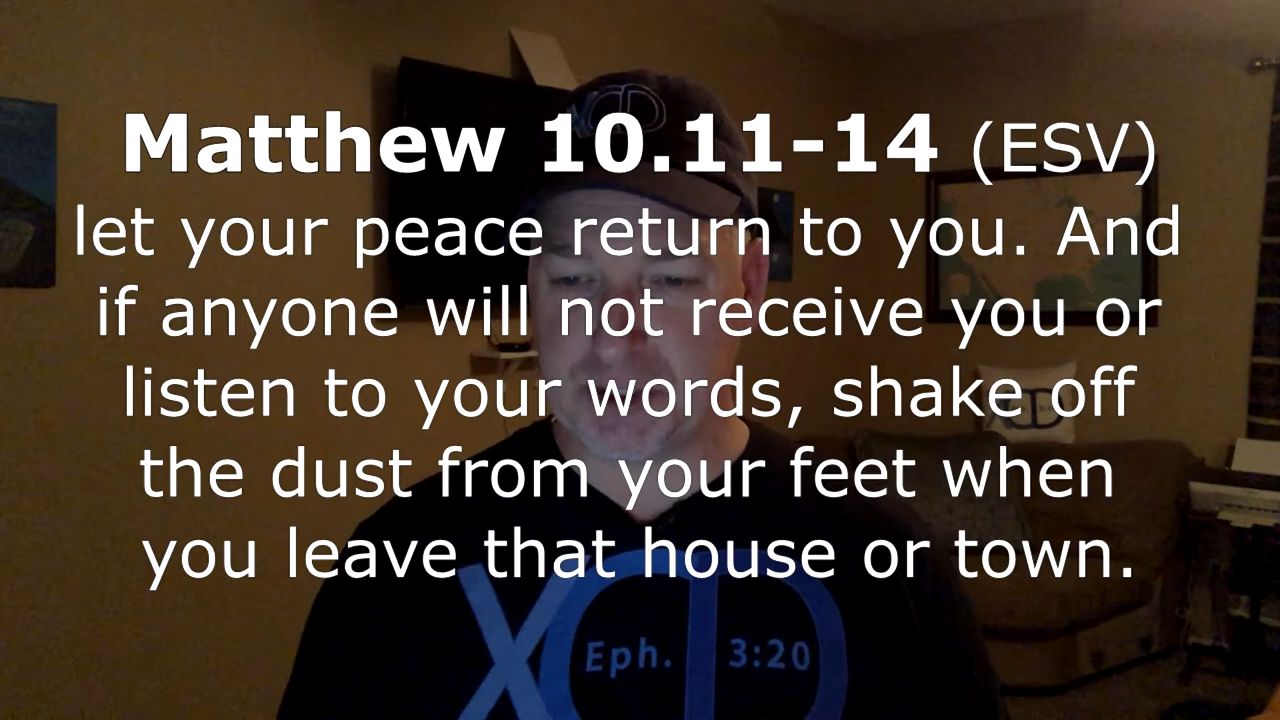 Matthew 10.11-14 (ESV)
let your peace return to you. And
if anyone will not receive you or
listen to your words, shake off
the dust from your feet when
you leave that house or town.
XCD
Eph. 3:20